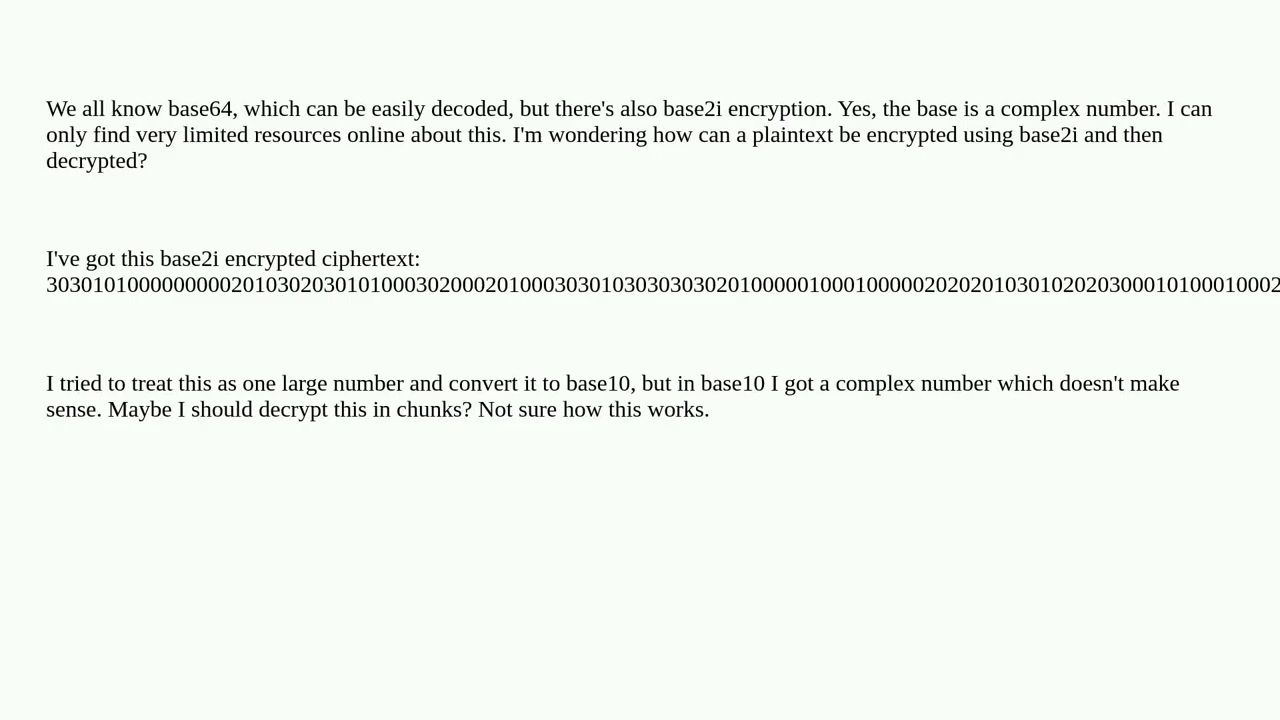 We all know base64, which can be easily decoded, but there's also base2i encryption. Yes, the base is a complex number. I can
only find very limited resources online about this. I'm wondering how can a plaintext be encrypted using base2i and then
decrypted?
I've got this base2i encrypted ciphertext:
30301010000000002010302030101000302000201000303010303030302010000010001000002020201030102020300010100010002
I tried to treat this as one large number and convert it to base10, but in base10 I got a complex number which doesn't make
sense. Maybe I should decrypt this in chunks? Not sure how this works.